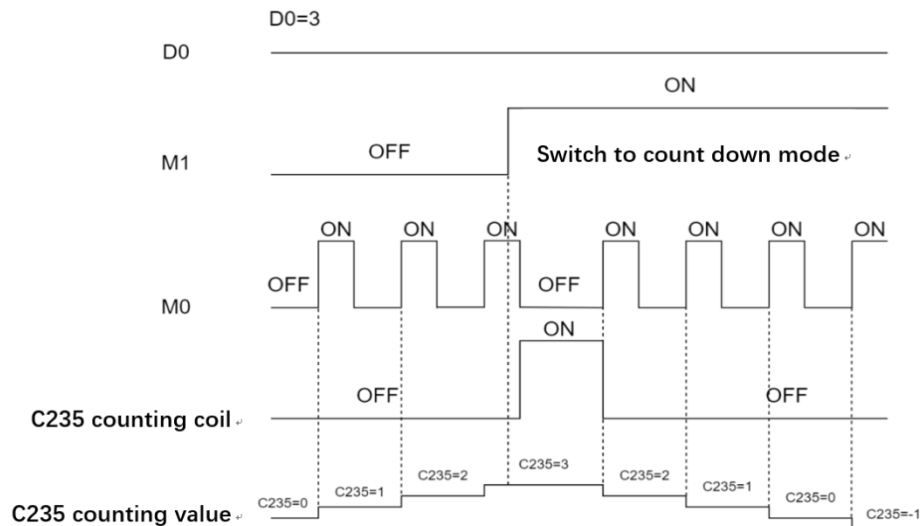 D0=3
D0
ON
M1
OFF
Switch to count down mode
ON ON ON ON ON ON ON
OFF OFF
M0
ON
OFF OFF
C235 counting coil
C235=0 C235=1 C235=2 C235=3 C235=2 C235=1 C235=0 C235=-1
C235 counting value